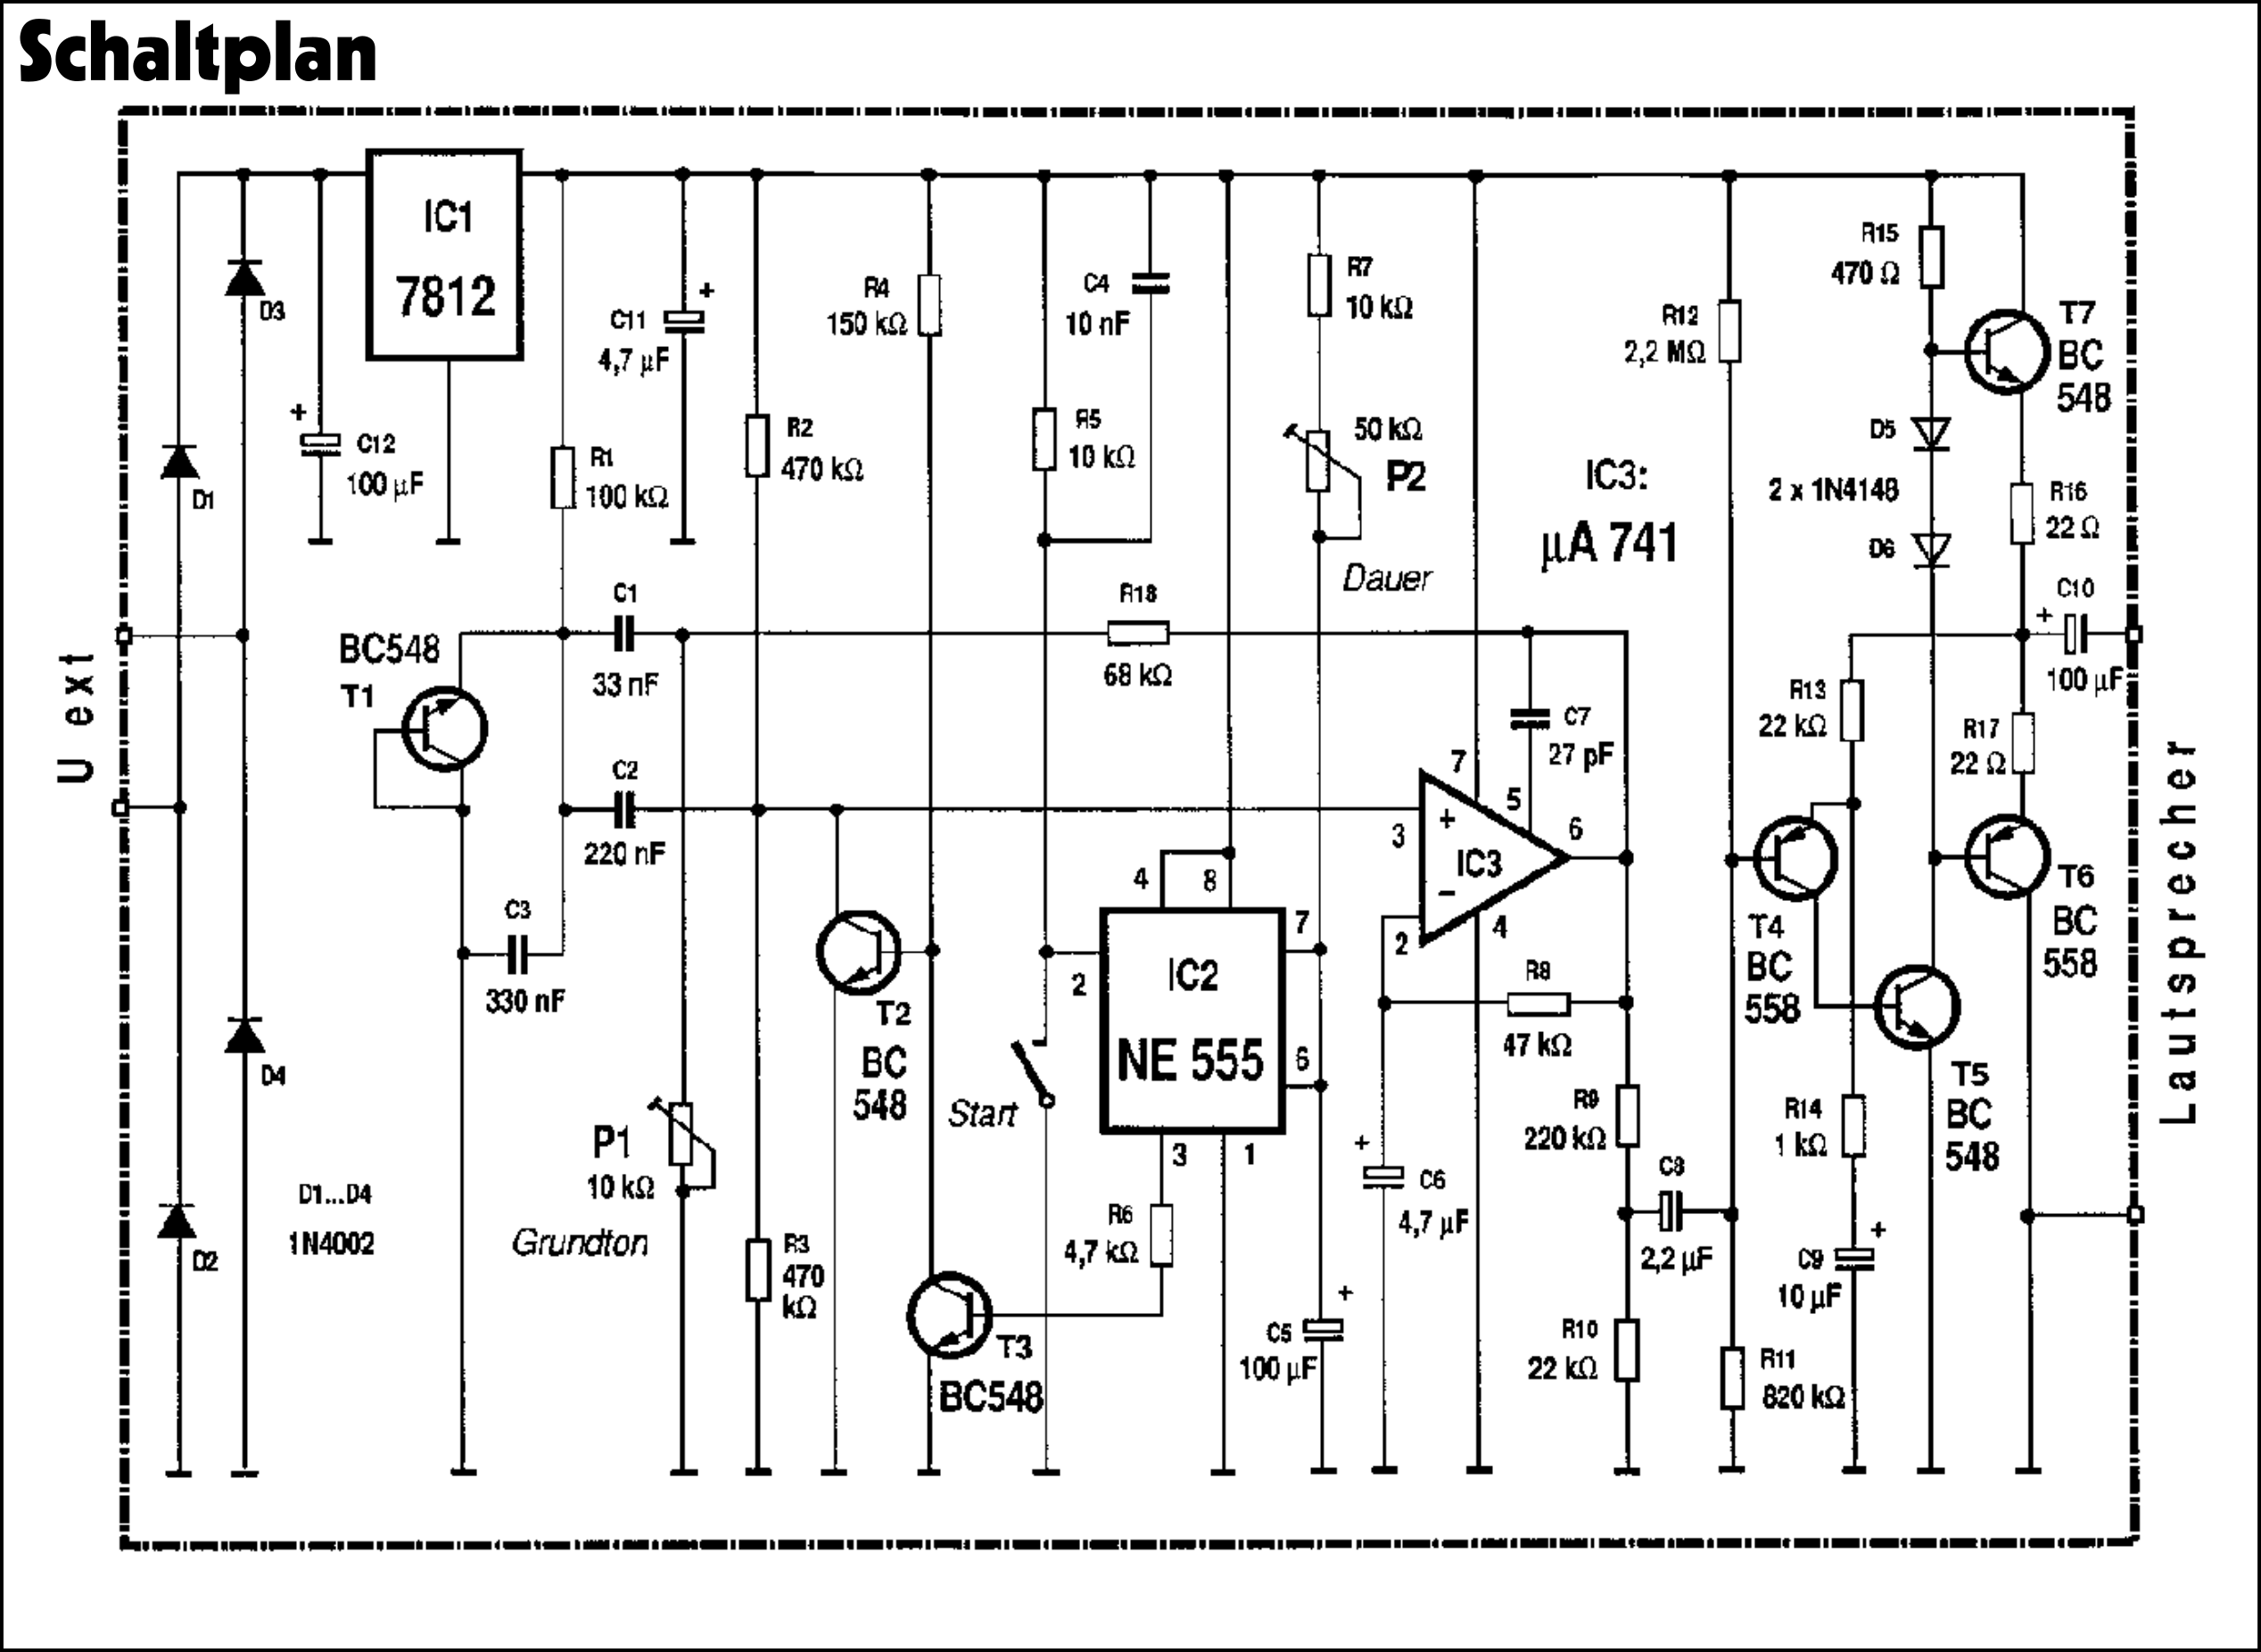 Schaltplan
IC1
7812
D3
D1
C12
100 µF
+
R1
100 kΩ
C11
4,7 µF
+
R2
470 kΩ
R4
150 kΩ
C4
10 nF
R5
10 kΩ
R7
10 kΩ
50 kΩ
P2
Dauer
IC3:
µA 741
R12
2,2 MΩ
R15
470 Ω
T7
BC
548
D5
2 x 1N4148
D6
R16
22 Ω
C10
+
100 µF
U ext
BC548
T1
C1
33 nF
R18
68 kΩ
C7
27 pF
R13
22 kΩ
R17
22 Ω
C2
220 nF
C3
330 nF
7
5
3
+
IC3
6
−
2
4
T4
BC
558
T6
BC
558
Lautsprecher
T2
BC
548
4
8
7
2
IC2
NE 555
6
3
1
Start
R8
47 kΩ
R9
220 kΩ
T5
BC
548
R14
1 kΩ
D4
P1
10 kΩ
Grundton
D1...D4
1N4002
D2
R3
470
kΩ
R6
4,7 kΩ
+
C6
4,7 µF
C8
2,2 µF
C9
10 µF
+
T3
BC548
C5
100 µF
+
R10
22 kΩ
R11
820 kΩ